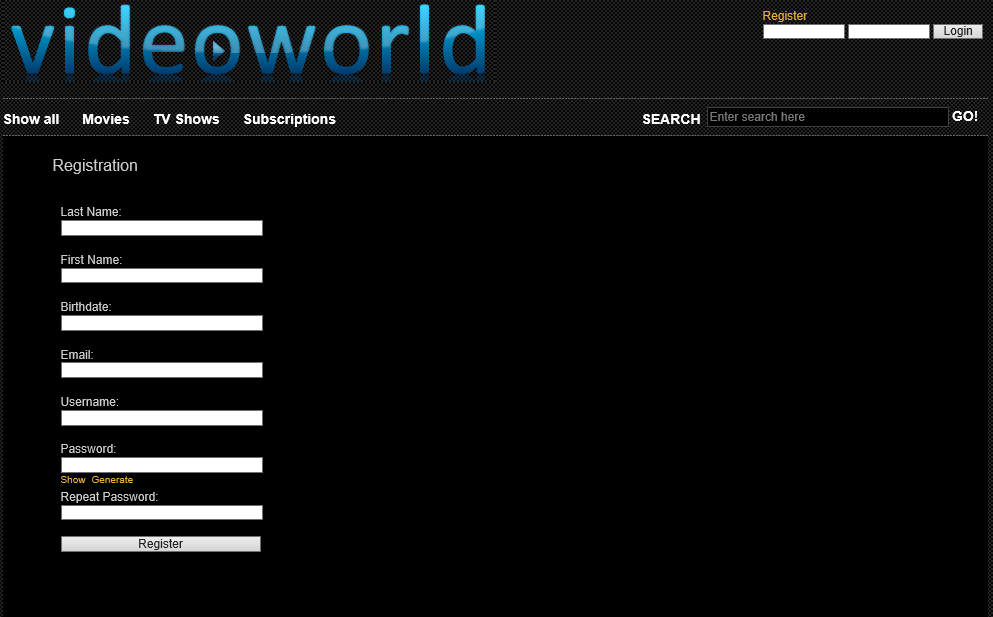 videoworld
Register
Login
Show all Movies TV Shows Subscriptions SEARCH Enter search here GO!
Registration
Last Name:
First Name:
Birthdate:
Email:
Username:
Password:
Show Generate
Repeat Password:
Register